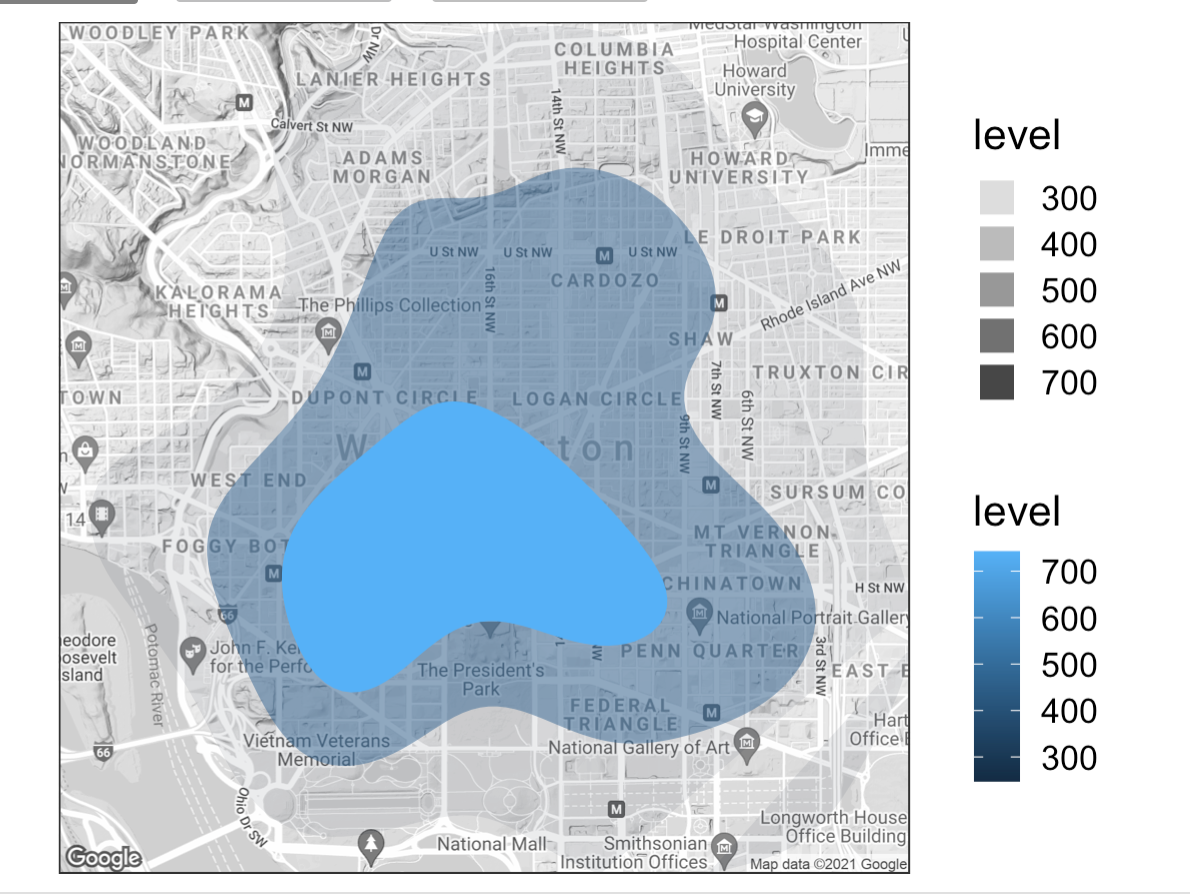 WOODLEY PARK
Dr NW
MedStar Washington
Hospital Center
COLUMBIA
HEIGHTS
LANIER HEIGHTS
Howard
University
14th St NW
Calvert St NW
WOODLAND
NORMANSTONE
ADAMS
MORGAN
HOWARD
UNIVERSITY
Imme
LE DROIT PARK
U St NW
U St NW
U St NW
CARDOZO
16th St NW
Rhode Island Ave NW
KALORAMA
HEIGHTS
The Phillips Collection
SHAW
TRUXTON CIR
7th St NW
6th St NW
TOWN
DUPONT CIRCLE
LOGAN CIRCLE
9th St NW
W
ton
WEST END
SURSUM CO
14
FOGGY BOT
MT VERNON
TRIANGLE
CHINATOWN
H St NW
66
National Portrait Gallery
eodore
osevelt
sland
Potomac River
John F. Ke
for the Perfo
NW
PENN QUARTER
3rd St NW
EAST E
The President's
Park
FEDERAL
TRIANGLE
Hart
Office B
Vietnam Veterans
Memorial
National Gallery of Art
66
Ohio Dr SW
Longworth House
Office Building
National Mall
Smithsonian
Institution Offices
Google
Map data ©2021 Google
level
300
400
500
600
700
level
700
600
500
400
300